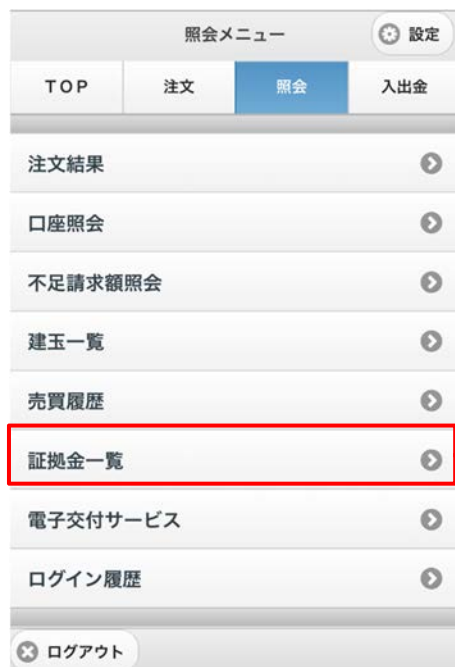 照会メニュー
設定
TOP 注文 照会 入出金
注文結果
口座照会
不足請求額照会
建玉一覧
売買履歴
証拠金一覧
電子交付サービス
ログイン履歴
ログアウト